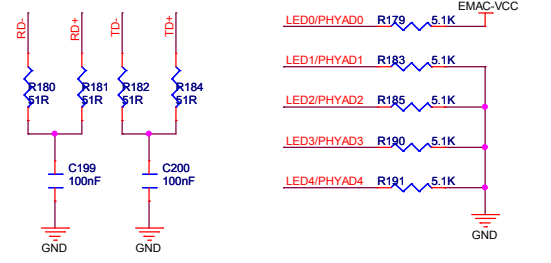 RD-
RD+
TD-
TD+
R180
51R
R181
51R
R182
51R
R184
51R
C199
100nF
C200
100nF
GND
GND
EMAC-VCC
LED0/PHYAD0 R179 5.1K
LED1/PHYAD1 R183 5.1K
LED2/PHYAD2 R185 5.1K
LED3/PHYAD3 R190 5.1K
LED4/PHYAD4 R191 5.1K
GND